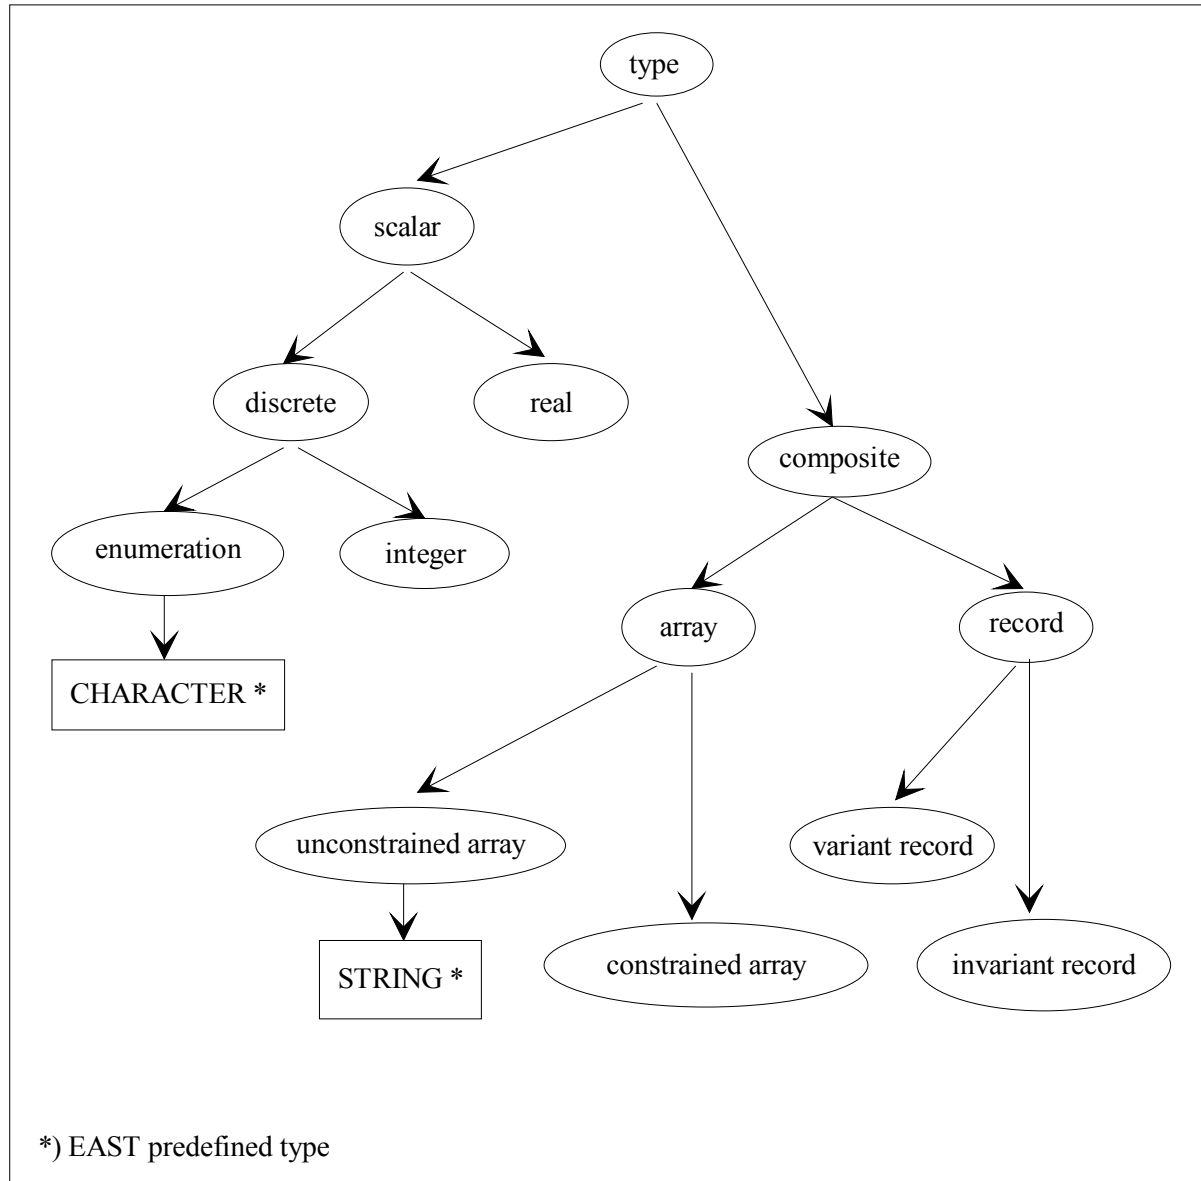 type
scalar
discrete
real
composite
enumeration
integer
array
record
CHARACTER *
unconstrained array
variant record
STRING *
constrained array
invariant record
*) EAST predefined type